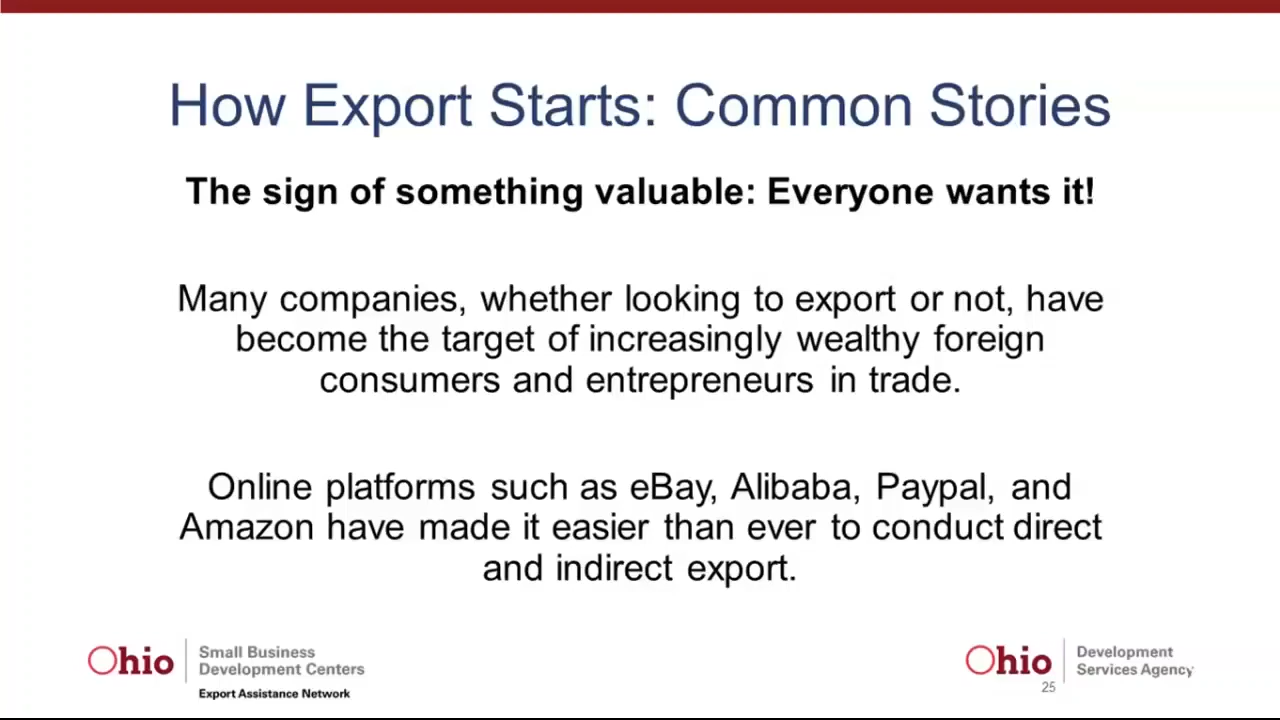 How Export Starts: Common Stories
The sign of something valuable: Everyone wants it!
Many companies, whether looking to export or not, have
become the target of increasingly wealthy foreign
consumers and entrepreneurs in trade.
Online platforms such as eBay, Alibaba, Paypal, and
Amazon have made it easier than ever to conduct direct
and indirect export.
Ohio
Small Business
Development Centers
Export Assistance Network
Ohio
Development
Services Agency
25